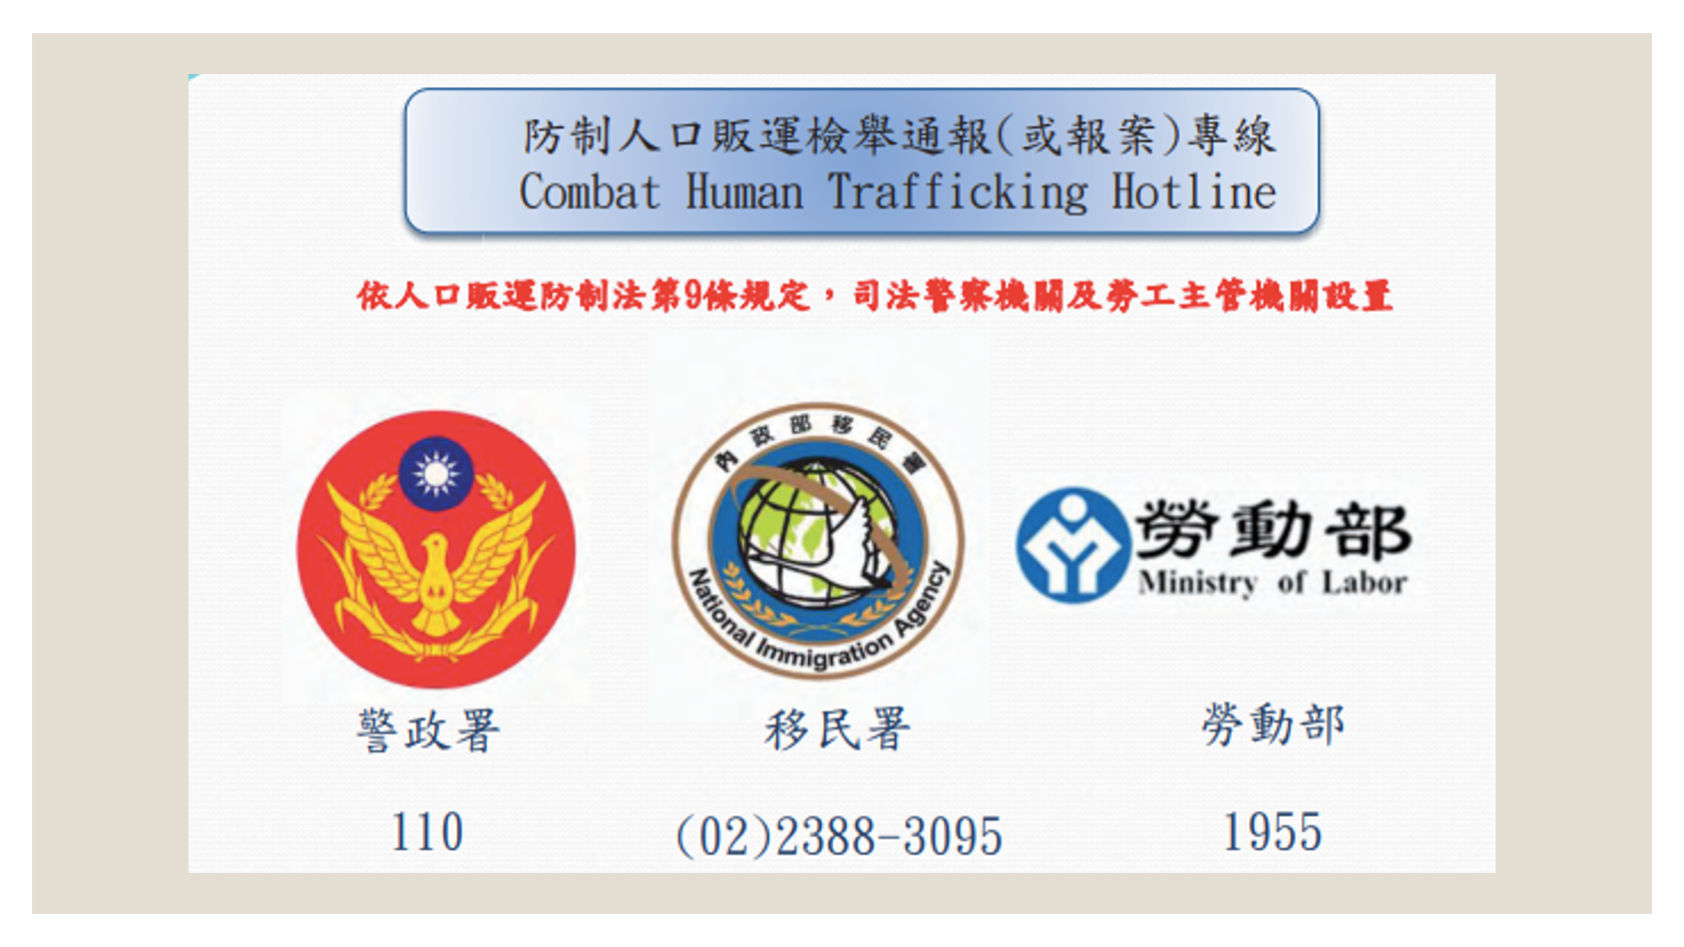 防制人口販運檢舉通報(或報案)專線
Combat Human Trafficking Hotline
依人口販運防制法第9條規定，司法警察機關及勞工主管機關設置
內政部移民署
National Immigration Agency
勞動部
Ministry of Labor
警政署
移民署
勞動部
110
(02)2388-3095
1955